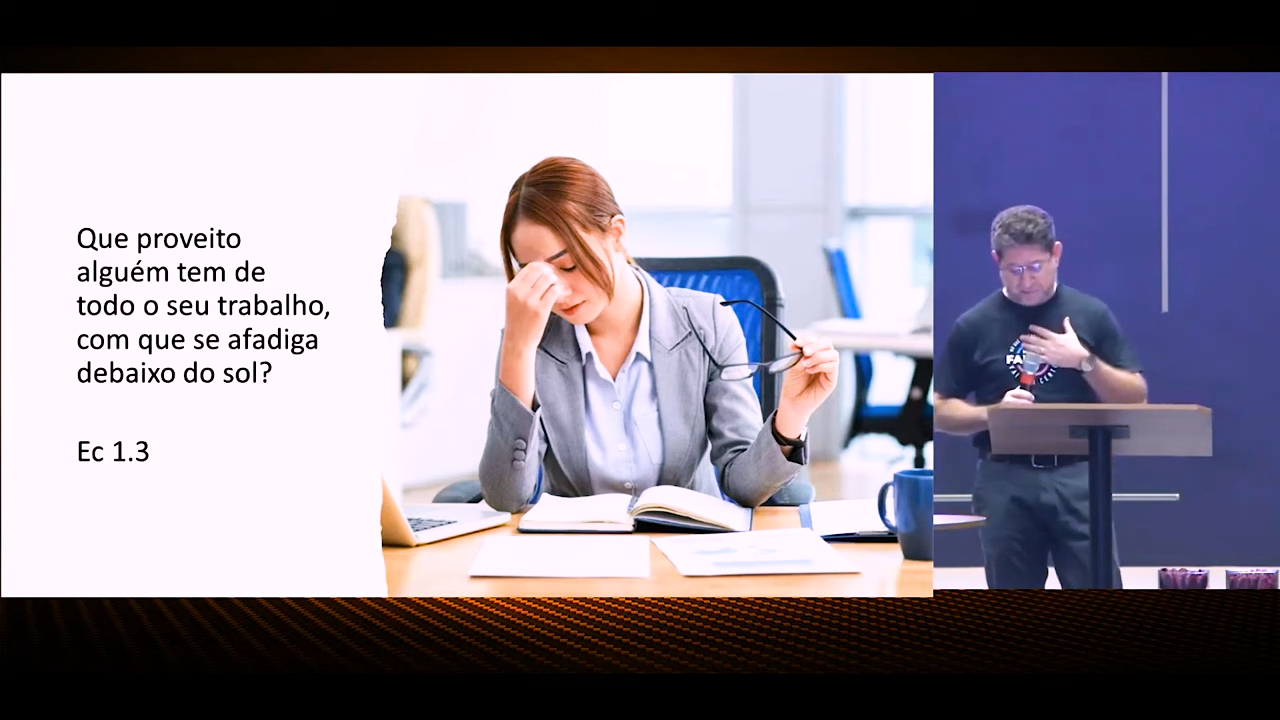 Que proveito
alguém tem de
todo o seu trabalho,
com que se afadiga
debaixo do sol?
Ec 1.3